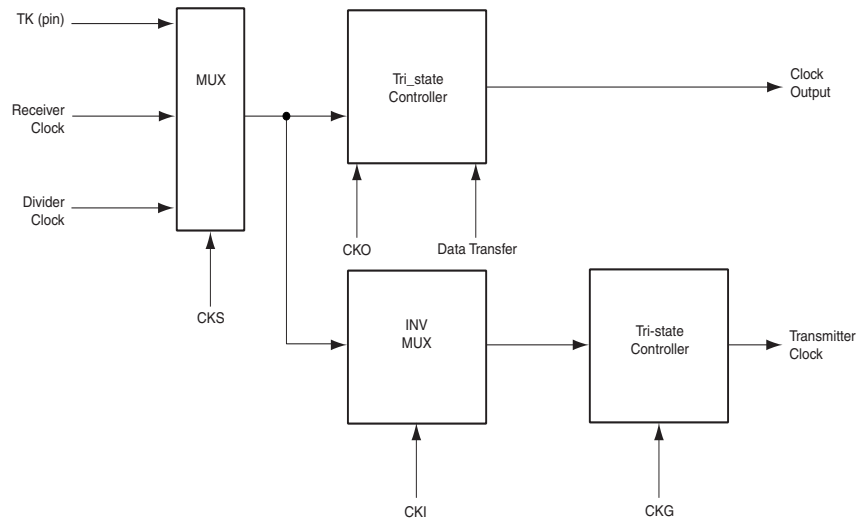 TK (pin)
MUX
Tri_state
Controller
Clock
Output
Receiver
Clock
Divider
Clock
CKO
Data Transfer
CKS
INV
MUX
Tri-state
Controller
Transmitter
Clock
CKI
CKG